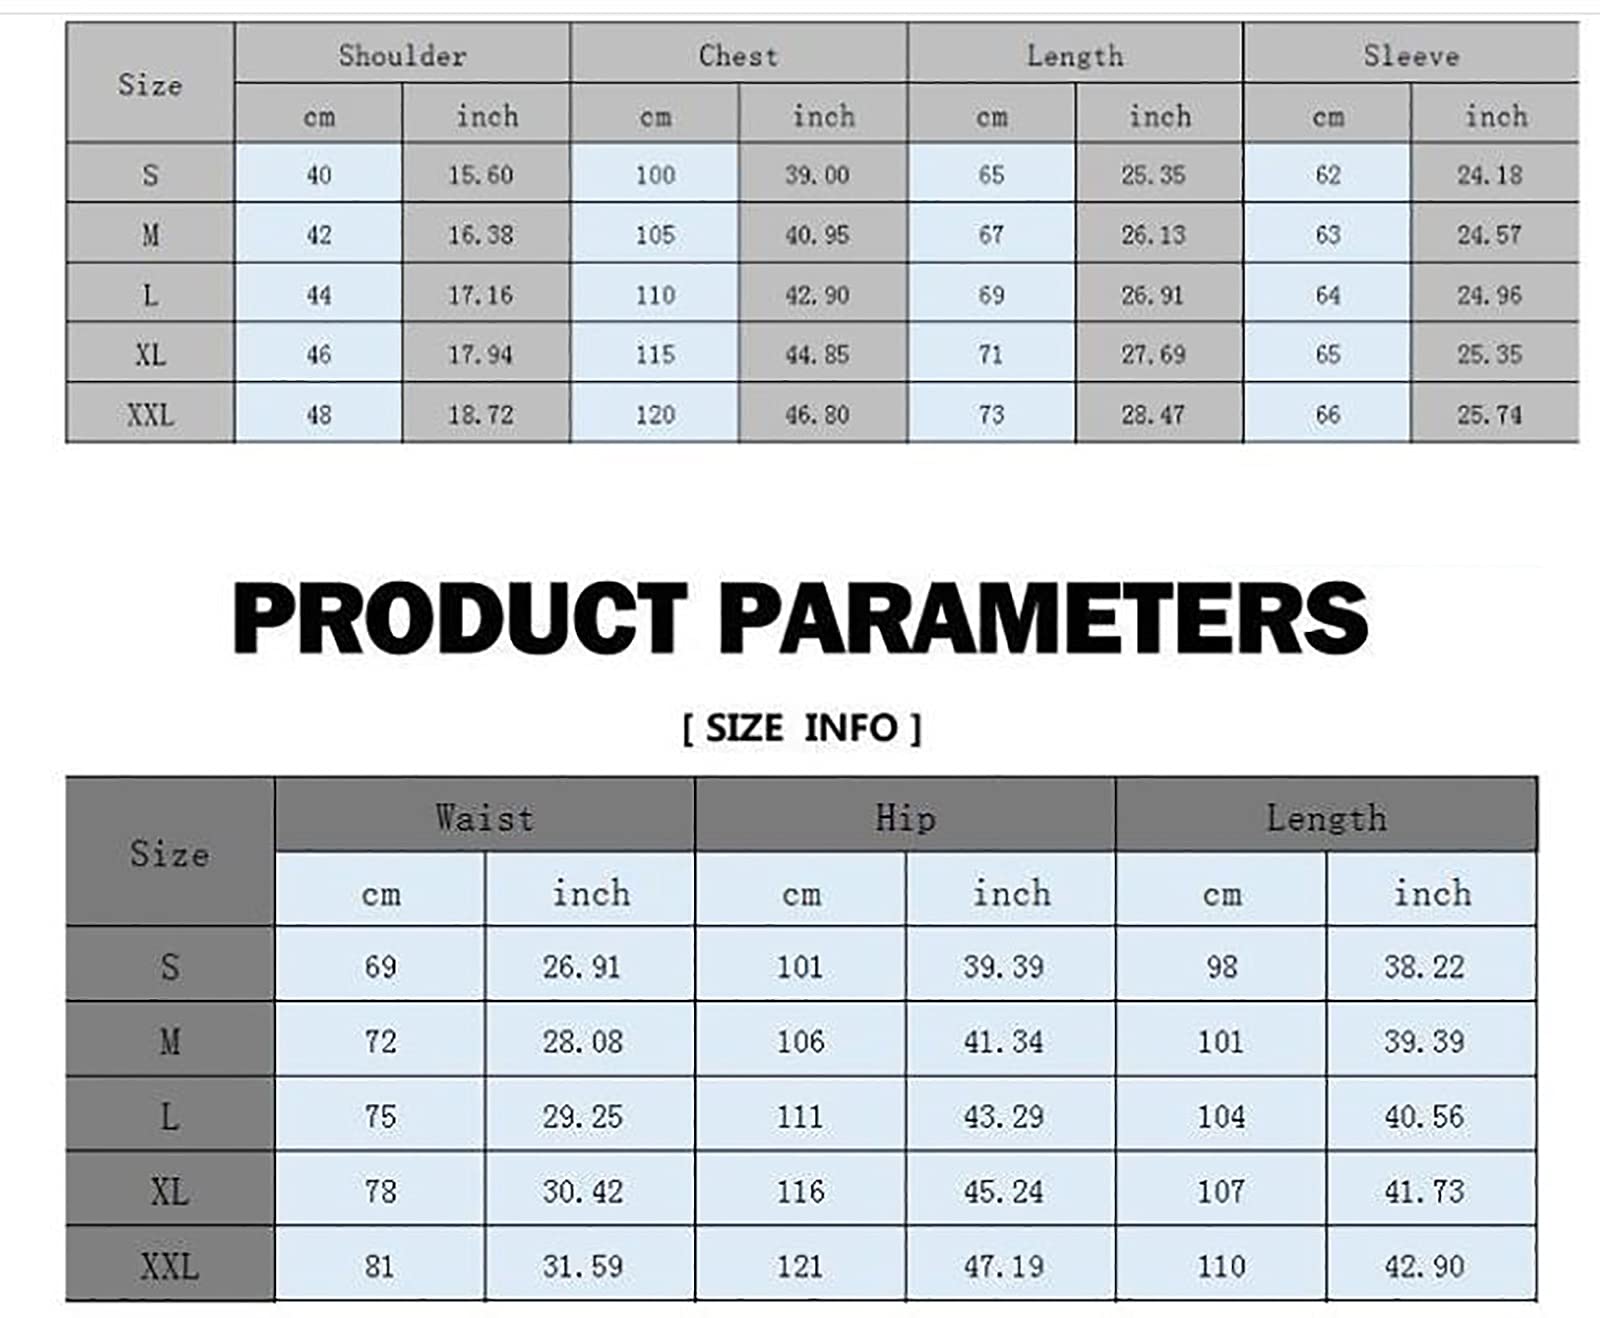 Size Shoulder Chest Length Sleeve
cm inch cm inch cm inch cm inch
S 40 15.60 100 39.00 65 25.35 62 24.18
M 42 16.38 105 40.95 67 26.13 63 24.57
L 44 17.16 110 42.90 69 26.91 64 24.96
XL 46 17.94 115 44.85 71 27.69 65 25.35
XXL 48 18.72 120 46.80 73 28.47 66 25.74
PRODUCT PARAMETERS
[ SIZE INFO ]
Size Waist Hip Length
cm inch cm inch cm inch
S 69 26.91 101 39.39 98 38.22
M 72 28.08 106 41.34 101 39.39
L 75 29.25 111 43.29 104 40.56
XL 78 30.42 116 45.24 107 41.73
XXL 81 31.59 121 47.19 110 42.90